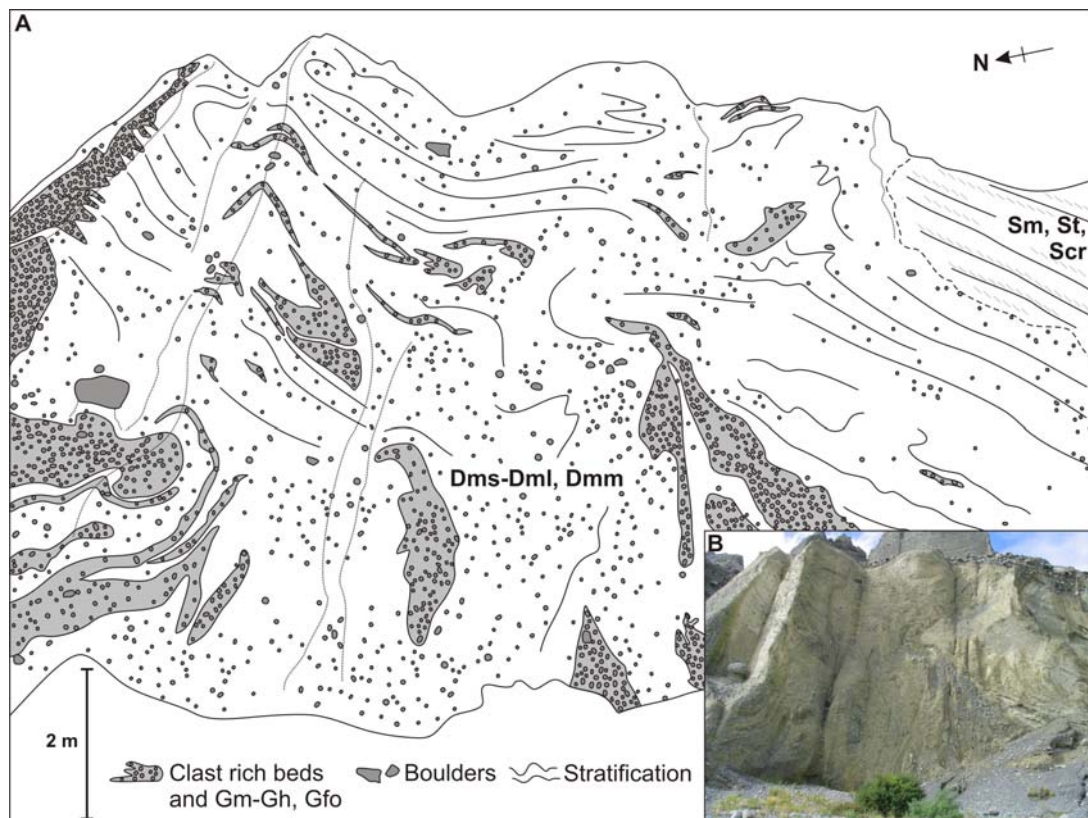 A
N
Sm, St,
Scr
Dms-Dml, Dmm
B
2 m
Clast rich beds
and Gm-Gh, Gfo
Boulders
Stratification